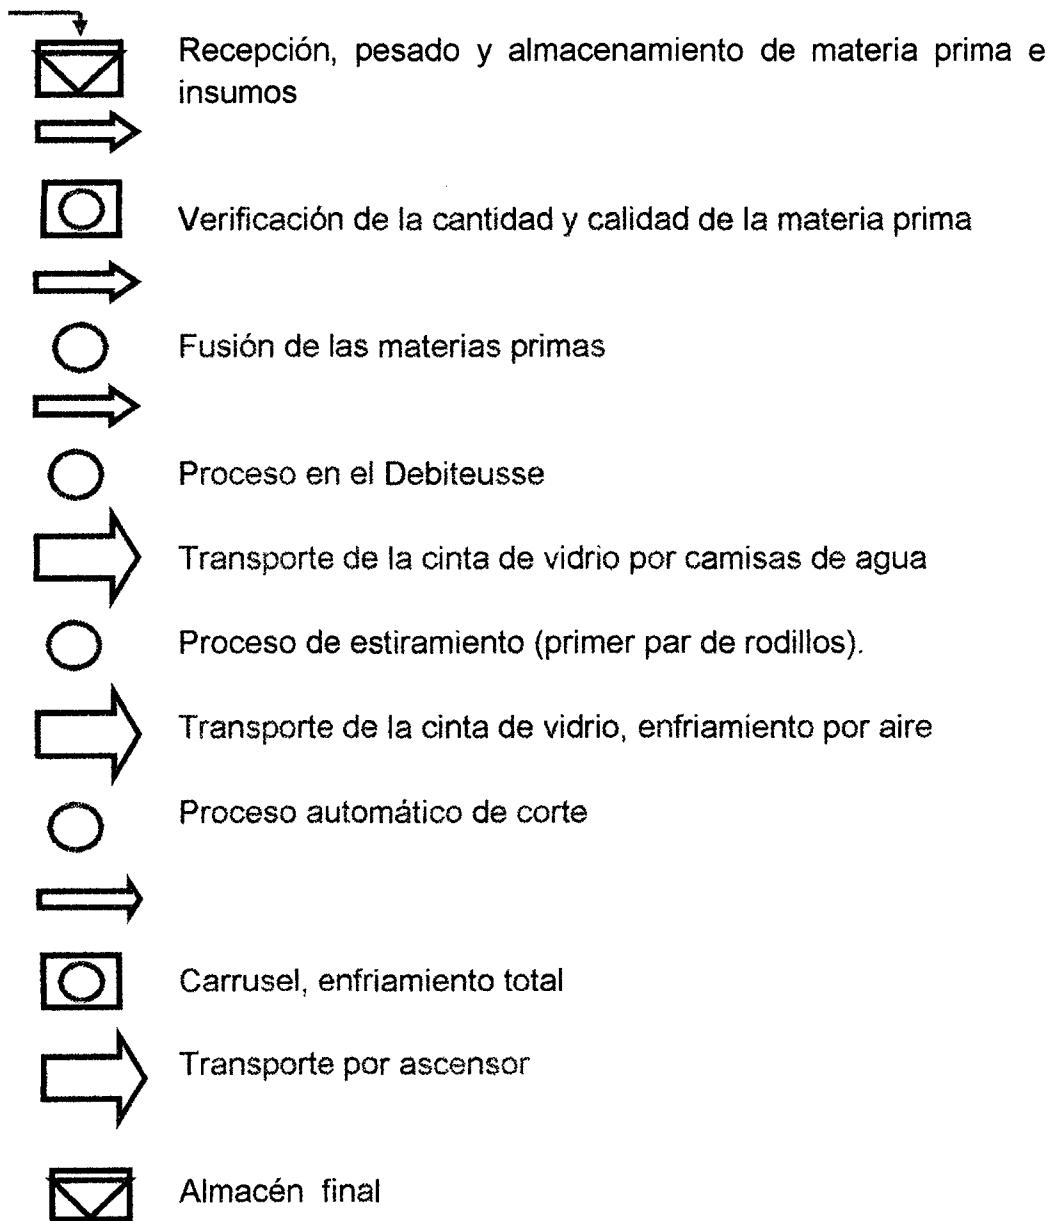 Recepción, pesado y almacenamiento de materia prima e
insumos
Verificación de la cantidad y calidad de la materia prima
Fusión de las materias primas
Proceso en el Debiteusse
Transporte de la cinta de vidrio por camisas de agua
Proceso de estiramiento (primer par de rodillos).
Transporte de la cinta de vidrio, enfriamiento por aire
Proceso automático de corte
Carrusel, enfriamiento total
Transporte por ascensor
Almacén final